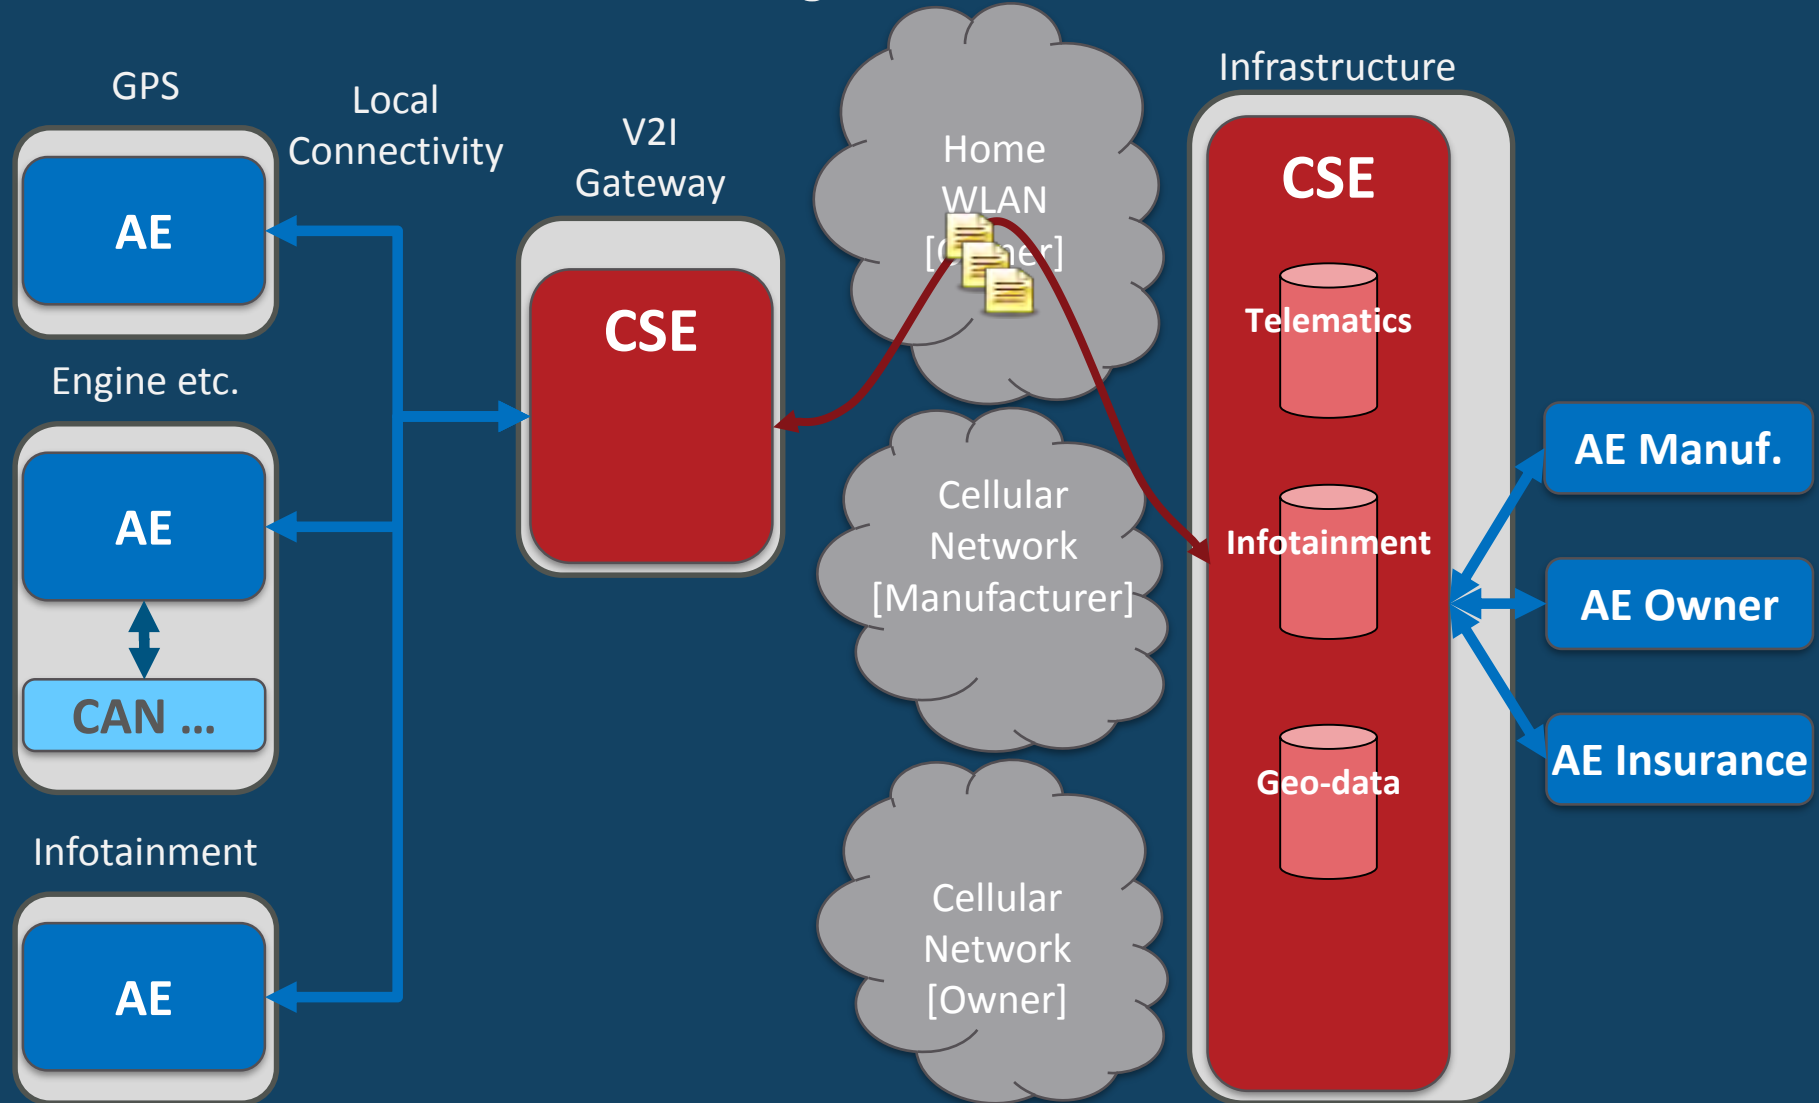 GPS
AE
Engine etc.
AE
CAN ...
Infotainment
AE
Local
Connectivity
V2I
Gateway
CSE
Home
WLAN
Cellular
Network
[Manufacturer]
Cellular
Network
[Owner]
Infrastructure
CSE
Telematics
Infotainment
Geo-data
AE Manuf.
AE Owner
AE Insurance